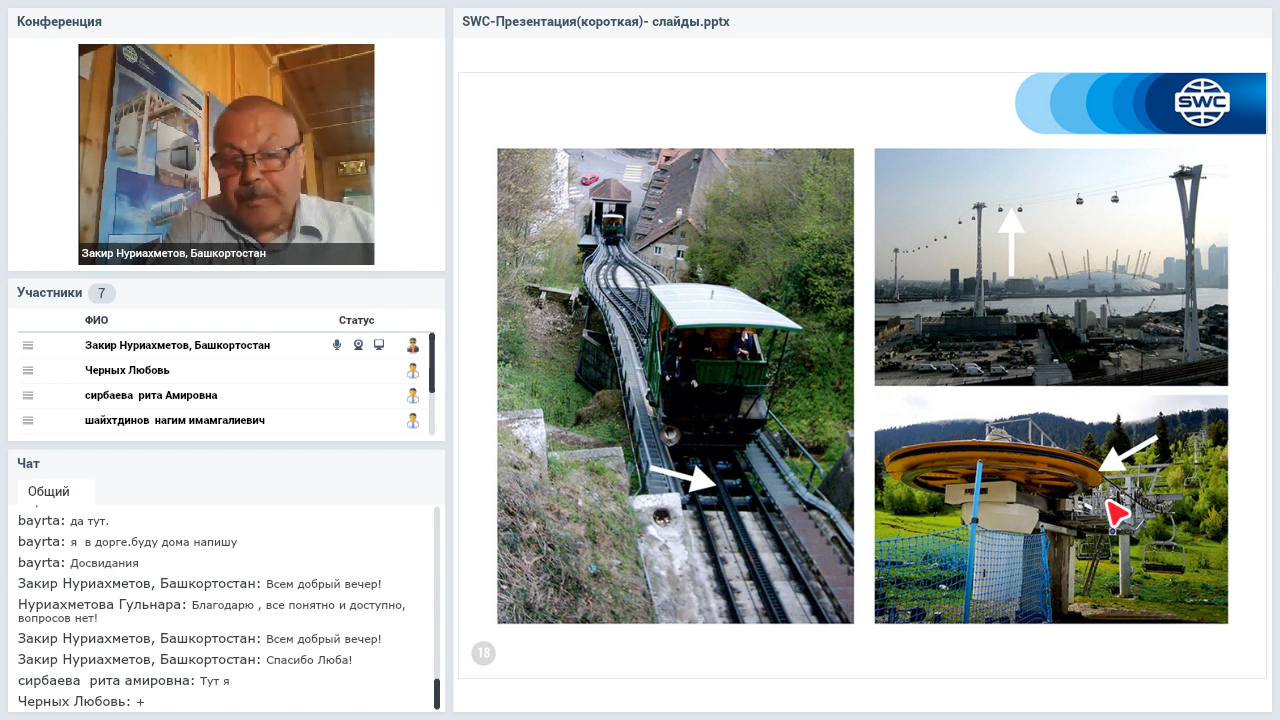 Конференция
Закир Нуриахметов, Башкортостан
Участники 7
ФИО Статус
Закир Нуриахметов, Башкортостан
Черных Любовь
сирбаева рита Амировна
шайхтдинов нагим имамгалиевич
Чат
Общий
bayrta: да тут.
bayrta: я в дорге.буду дома напишу
bayrta: Досвидания
Закир Нуриахметов, Башкортостан: Всем добрый вечер!
Нуриахметова Гульнара: Благодарю , все понятно и доступно,
вопросов нет!
Закир Нуриахметов, Башкортостан: Всем добрый вечер!
Закир Нуриахметов, Башкортостан: Спасибо Люба!
сирбаева рита амировна: Тут я
Черных Любовь: +
SWC-Презентация(короткая)- слайды.pptx
SWC
18